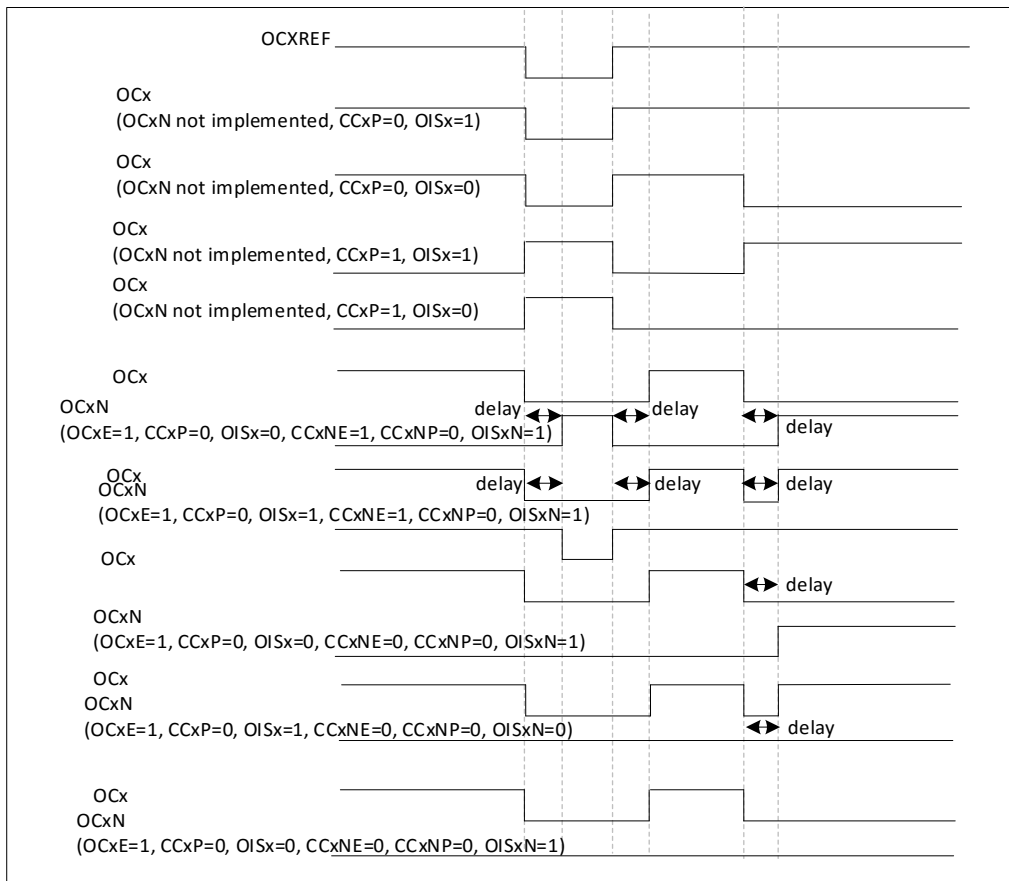 OCXREF
OCx
(OCxN not implemented, CCxP=0, OISx=1)
OCx
(OCxN not implemented, CCxP=0, OISx=0)
OCx
(OCxN not implemented, CCxP=1, OISx=1)
OCx
(OCxN not implemented, CCxP=1, OISx=0)
OCx
OCxN delay delay
(OCxE=1, CCxP=0, OISx=0, CCxNE=1, CCxNP=0, OISxN=1) delay
OCx delay delay delay
OCxN
(OCxE=1, CCxP=0, OISx=1, CCxNE=1, CCxNP=0, OISxN=1)
OCx
delay
OCxN
(OCxE=1, CCxP=0, OISx=0, CCxNE=0, CCxNP=0, OISxN=1)
OCx
OCxN
(OCxE=1, CCxP=0, OISx=1, CCxNE=0, CCxNP=0, OISxN=0) delay
OCx
OCxN
(OCxE=1, CCxP=0, OISx=0, CCxNE=0, CCxNP=0, OISxN=1)